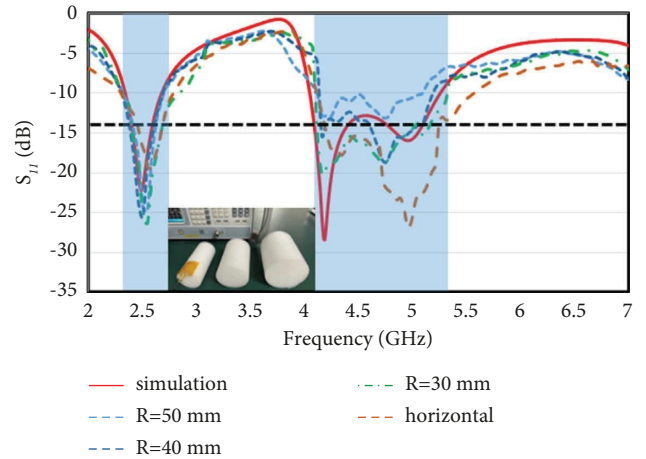 0
-5
-10
-15
-20
-25
-30
-35
S11 (dB)
2 2.5 3 3.5 4 4.5 5 5.5 6 6.5 7
Frequency (GHz)
simulation
R=50 mm
R=40 mm
R=30 mm
horizontal